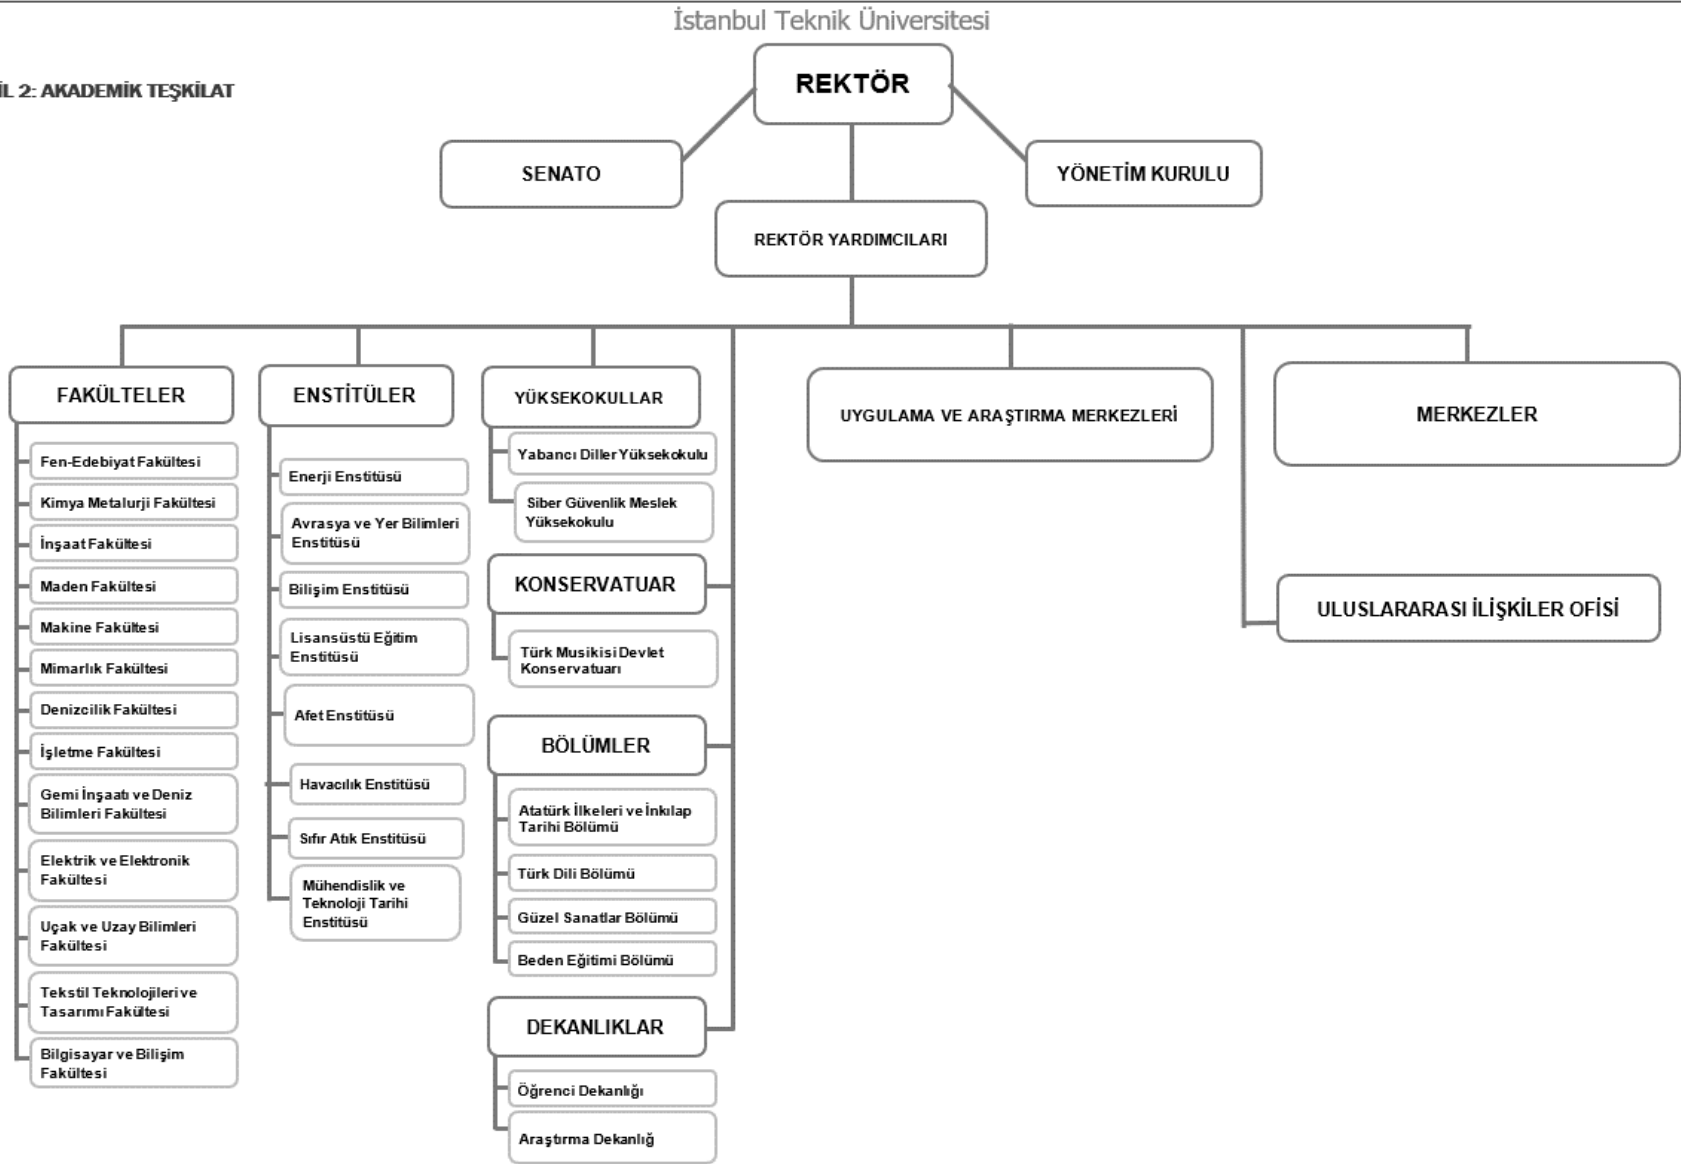 İstanbul Teknik Üniversitesi
İL 2: AKADEMİK TEŞKİLAT
REKTÖR
SENATO
YÖNETİM KURULU
REKTÖR YARDIMCILARI
FAKÜLTELER
Fen-Edebiyat Fakültesi
Kimya Metalurji Fakültesi
İnşaat Fakültesi
Maden Fakültesi
Makine Fakültesi
Mimarlık Fakültesi
Denizcilik Fakültesi
İşletme Fakültesi
Gemi İnşaatı ve Deniz
Bilimleri Fakültesi
Elektrik ve Elektronik
Fakültesi
Uçak ve Uzay Bilimleri
Fakültesi
Tekstil Teknolojileri ve
Tasarımı Fakültesi
Bilgisayar ve Bilişim
Fakültesi
ENSTİTÜLER
Enerji Enstitüsü
Avrasya ve Yer Bilimleri
Enstitüsü
Bilişim Enstitüsü
Lisansüstü Eğitim
Enstitüsü
Afet Enstitüsü
Havacılık Enstitüsü
Sıfır Atık Enstitüsü
Mühendislik ve
Teknoloji Tarihi
Enstitüsü
YÜKSEKOKULLAR
Yabancı Diller Yüksekokulu
Siber Güvenlik Meslek
Yüksekokulu
KONSERVATUAR
Türk Musikisi Devlet
Konservatuarı
BÖLÜMLER
Atatürk İlkeleri ve İnkılap
Tarihi Bölümü
Türk Dili Bölümü
Güzel Sanatlar Bölümü
Beden Eğitimi Bölümü
DEKANLIKLAR
Öğrenci Dekanlığı
Araştırma Dekanlığ
UYGULAMA VE ARAŞTIRMA MERKEZLERİ
MERKEZLER
ULUSLARARASI İLİŞKİLER OFİSİ